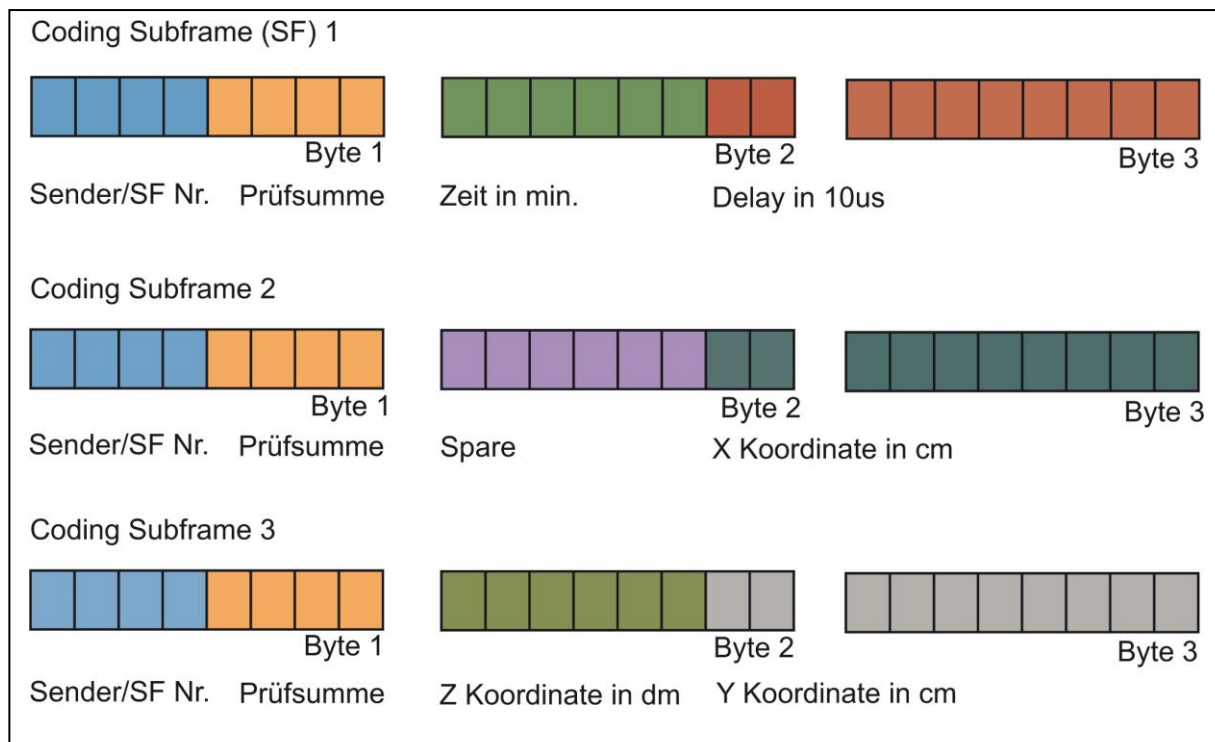 Coding Subframe (SF) 1
Byte 1 Byte 2 Byte 3
Sender/SF Nr. Prüfsumme Zeit in min. Delay in 10us
Coding Subframe 2
Byte 1 Byte 2 Byte 3
Sender/SF Nr. Prüfsumme Spare X Koordinate in cm
Coding Subframe 3
Byte 1 Byte 2 Byte 3
Sender/SF Nr. Prüfsumme Z Koordinate in dm Y Koordinate in cm